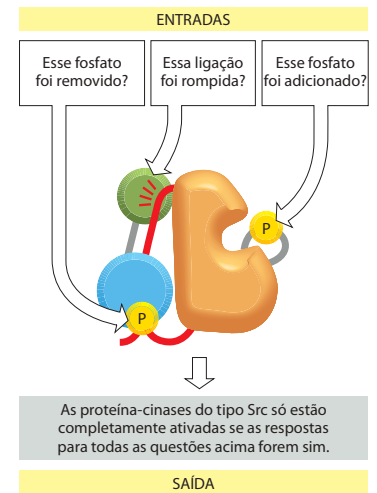 ENTRADAS
Esse fosfato
foi removido?
Essa ligação
foi rompida?
Esse fosfato
foi adicionado?
P
P
As proteína-cinases do tipo Src só estão
completamente ativadas se as respostas
para todas as questões acima forem sim.
SAÍDA